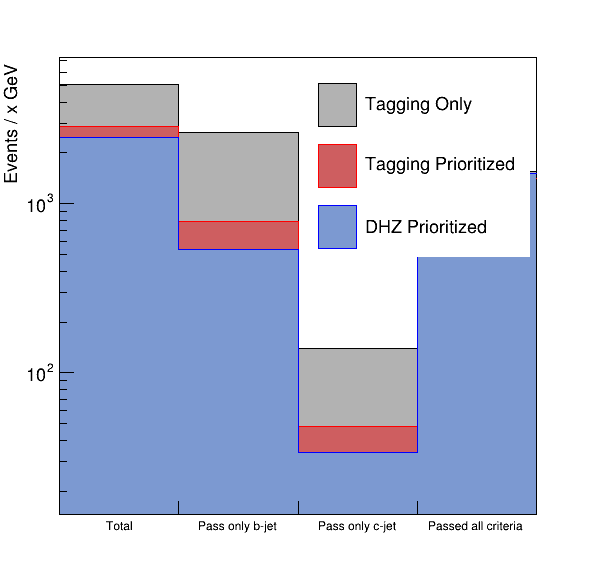 Events / x GeV
10³
10²
Tagging Only
Tagging Prioritized
DHZ Prioritized
Total
Pass only b-jet
Pass only c-jet
Passed all criteria